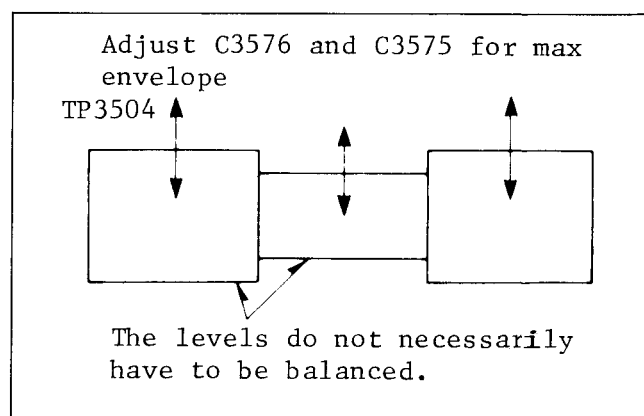 Adjust C3576 and C3575 for max
envelope
TP3504
The levels do not necessarily
have to be balanced.